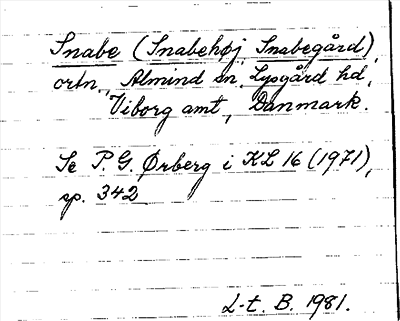 Snabe (Snabehøj, Snabegård),
ortn., Almind sn, Lysgård hd,
Viborg amt, Danmark.
Se P. G. Ørberg i KL 16 (1971),
sp. 342
L-t. B. 1981.